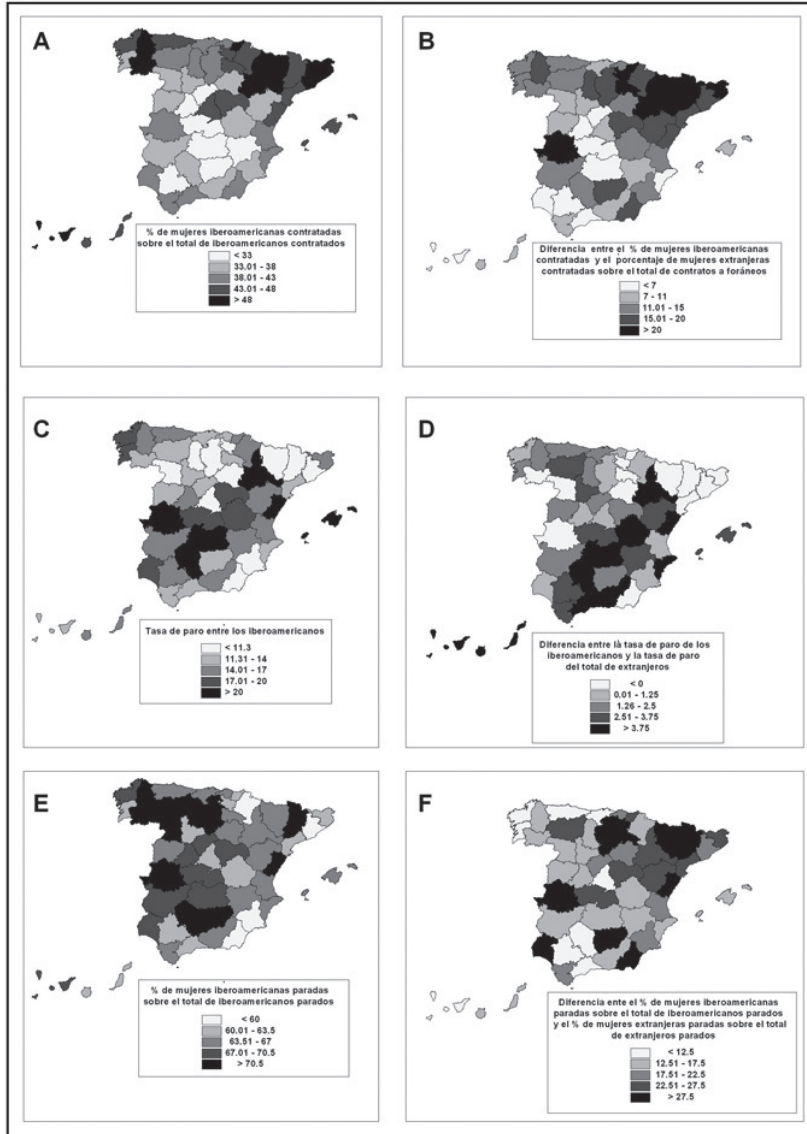 A
% de mujeres iberoamericanas contratadas
sobre el total de iberoamericanos contratados
< 33
33.01 - 38
38.01 - 43
43.01 - 48
> 48
B
Diferencia entre el % de mujeres iberoamericanas
contratadas y el porcentaje de mujeres extranjeras
contratadas sobre el total de contratos a foráneos
< 7
7 - 11
11.01 - 15
15.01 - 20
> 20
C
Tasa de paro entre los iberoamericanos
< 11.3
11.31 - 14
14.01 - 17
17.01 - 20
> 20
D
Diferencia entre là tasa de paro de los
iberoamericanos y la tasa de paro
del total de extranjeros
< 0
0.01 - 1.25
1.26 - 2.5
2.51 - 3.75
> 3.75
E
% de mujeres iberoamericanas paradas
sobre el total de iberoamericanos parados
< 60
60.01 - 63.5
63.51 - 67
67.01 - 70.5
> 70.5
F
Diferencia ente el % de mujeres iberoamericanas
paradas sobre el total de iberoamericanos parados
y el % de mujeres extranjeras paradas sobre el total
de extranjeros parados
< 12.5
12.51 - 17.5
17.51 - 22.5
22.51 - 27.5
> 27.5